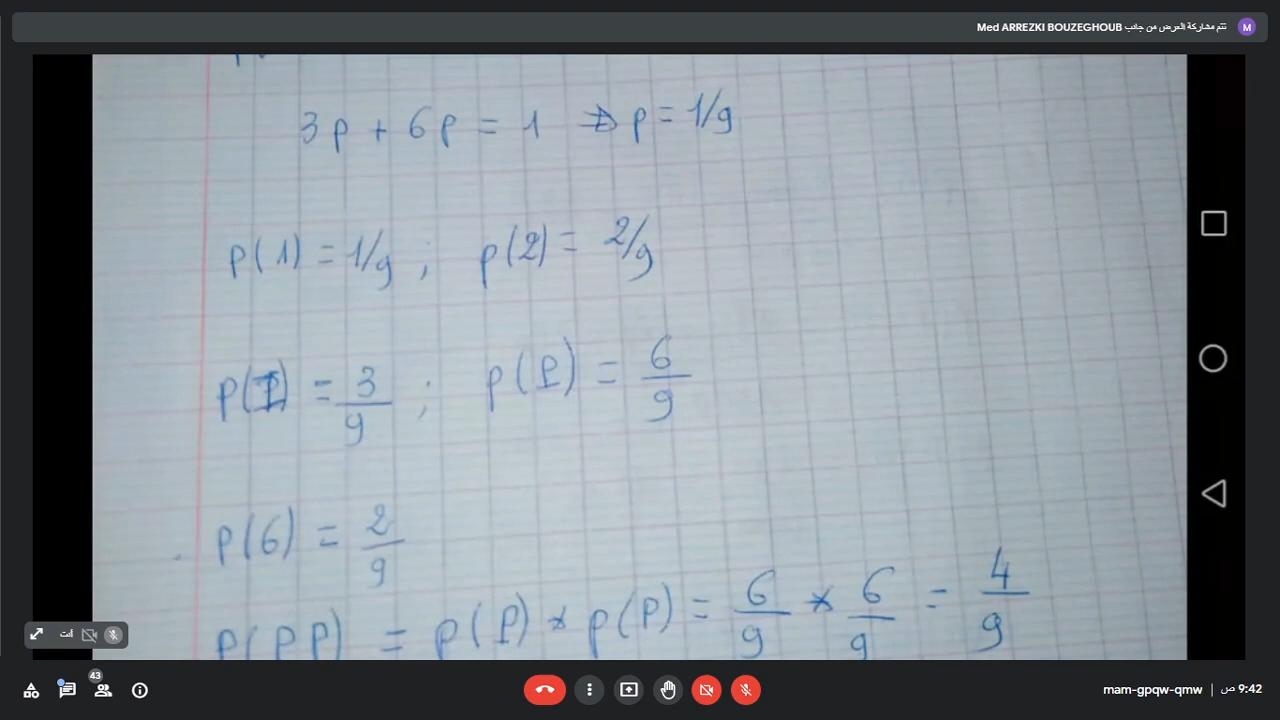 تتم مشاركة العرض من جانب Med ARREZKI BOUZEGHOUB
M
3p + 6p = 1 ⇒ p = 1/9
p(1) = 1/9 ; p(2) = 2/9
p(I) = 3/9 ; p(P) = 6/9
p(6) = 2/9
p(PP) = p(P) * p(P) = 6/9 * 6/9 = 4/9
أنت
43
mam-gpqw-qmw | 9:42 ص